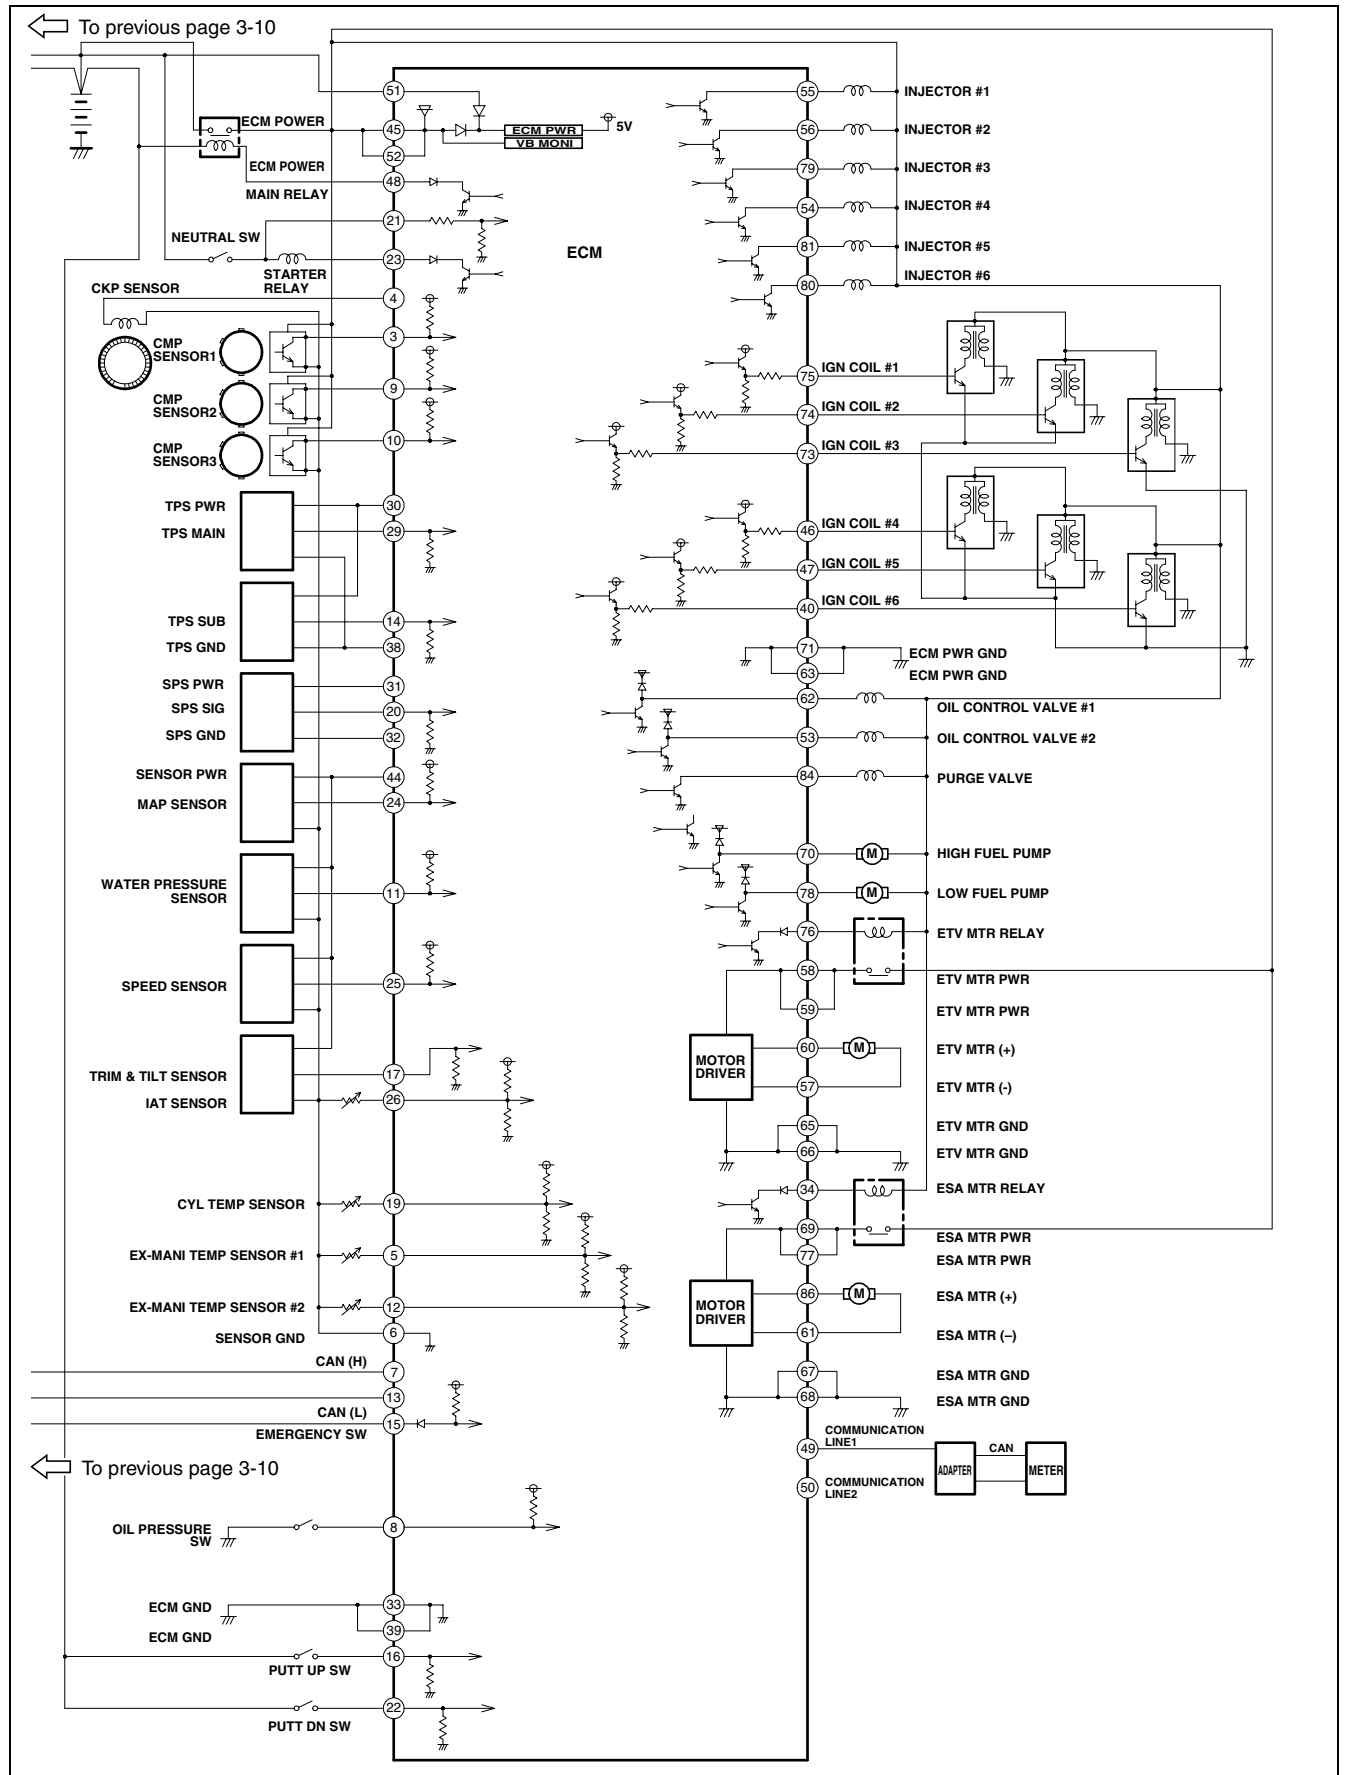 To previous page 3-10
51
ECM POWER
45
ECM PWR
5V
VB MONI
52
ECM POWER
48
MAIN RELAY
21
NEUTRAL SW
23
STARTER
RELAY
ECM
CKP SENSOR
4
3
CMP
SENSOR1
9
CMP
SENSOR2
10
CMP
SENSOR3
TPS PWR
30
TPS MAIN
29
TPS SUB
14
TPS GND
38
SPS PWR
31
SPS SIG
20
SPS GND
32
SENSOR PWR
44
MAP SENSOR
24
WATER PRESSURE
SENSOR
11
SPEED SENSOR
25
TRIM & TILT SENSOR
17
IAT SENSOR
26
CYL TEMP SENSOR
19
EX-MANI TEMP SENSOR #1
5
EX-MANI TEMP SENSOR #2
12
SENSOR GND
6
CAN (H)
7
13
CAN (L)
15
EMERGENCY SW
To previous page 3-10
OIL PRESSURE
SW
8
ECM GND
33
ECM GND
39
16
PUTT UP SW
22
PUTT DN SW
55
INJECTOR #1
56
INJECTOR #2
79
INJECTOR #3
54
INJECTOR #4
81
INJECTOR #5
80
INJECTOR #6
75
IGN COIL #1
74
IGN COIL #2
73
IGN COIL #3
46
IGN COIL #4
47
IGN COIL #5
40
IGN COIL #6
71
ECM PWR GND
63
ECM PWR GND
62
OIL CONTROL VALVE #1
53
OIL CONTROL VALVE #2
84
PURGE VALVE
70
M
HIGH FUEL PUMP
78
M
LOW FUEL PUMP
76
ETV MTR RELAY
58
ETV MTR PWR
59
ETV MTR PWR
MOTOR
DRIVER
60
M
ETV MTR (+)
57
ETV MTR (-)
65
ETV MTR GND
66
ETV MTR GND
34
ESA MTR RELAY
69
ESA MTR PWR
77
ESA MTR PWR
MOTOR
DRIVER
86
M
ESA MTR (+)
61
ESA MTR (–)
67
ESA MTR GND
68
ESA MTR GND
49
COMMUNICATION
LINE1
ADAPTER
CAN
METER
50
COMMUNICATION
LINE2